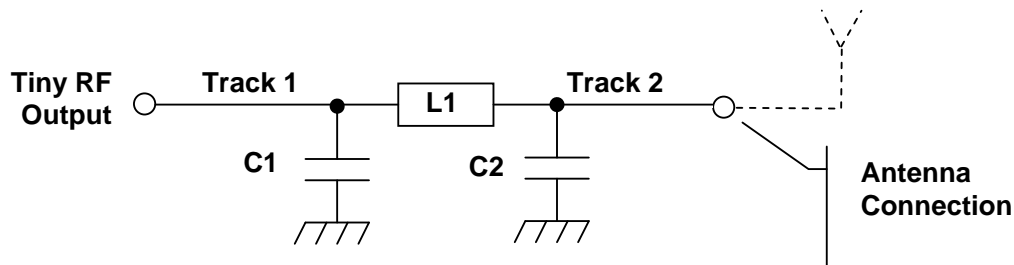 Tiny RF
Output
Track 1
L1
Track 2
C1
C2
Antenna
Connection